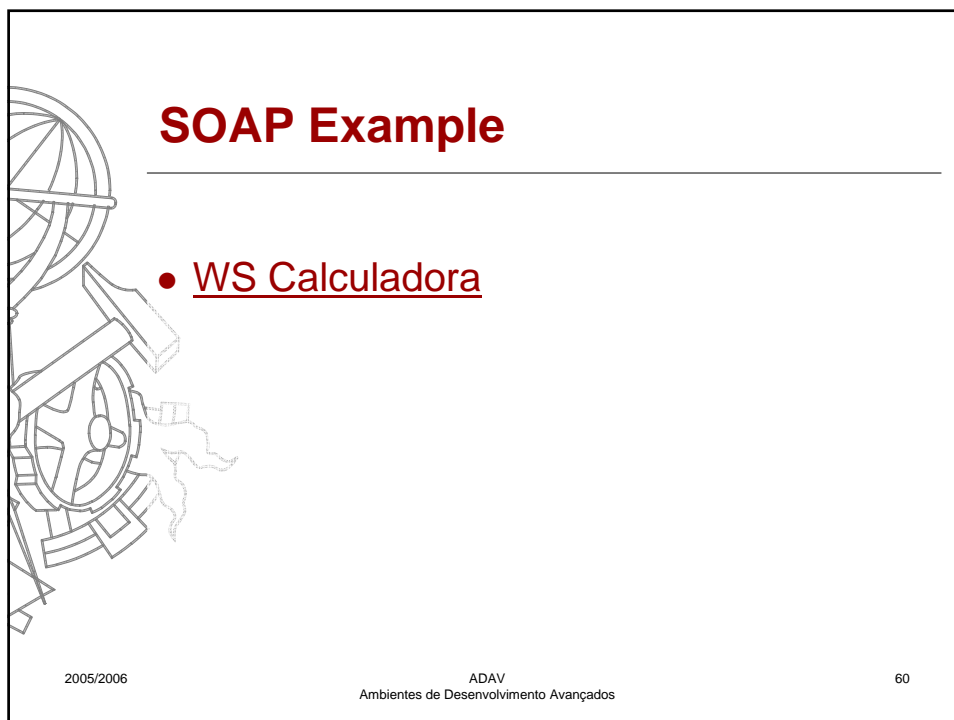 SOAP Example
● WS Calculadora
2005/2006
ADAV
Ambientes de Desenvolvimento Avançados
60